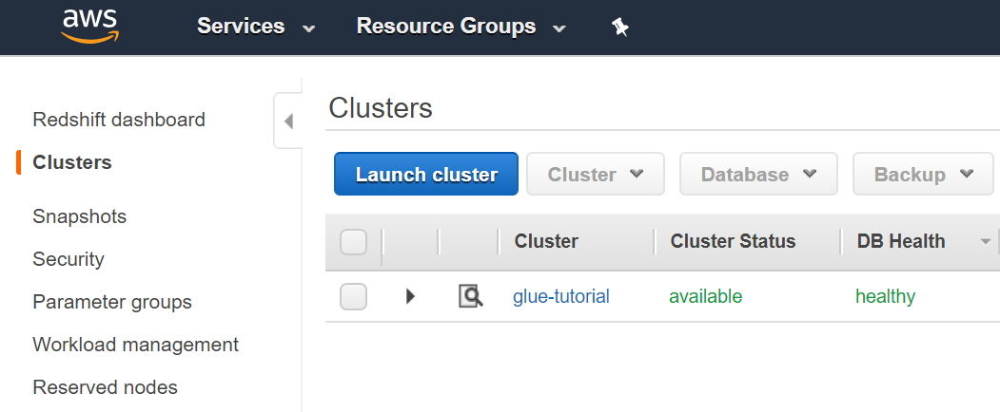 aws Services Resource Groups
Redshift dashboard
Clusters
Snapshots
Security
Parameter groups
Workload management
Reserved nodes
Clusters
Launch cluster Cluster Database Backup
Cluster Cluster Status DB Health
glue-tutorial available healthy